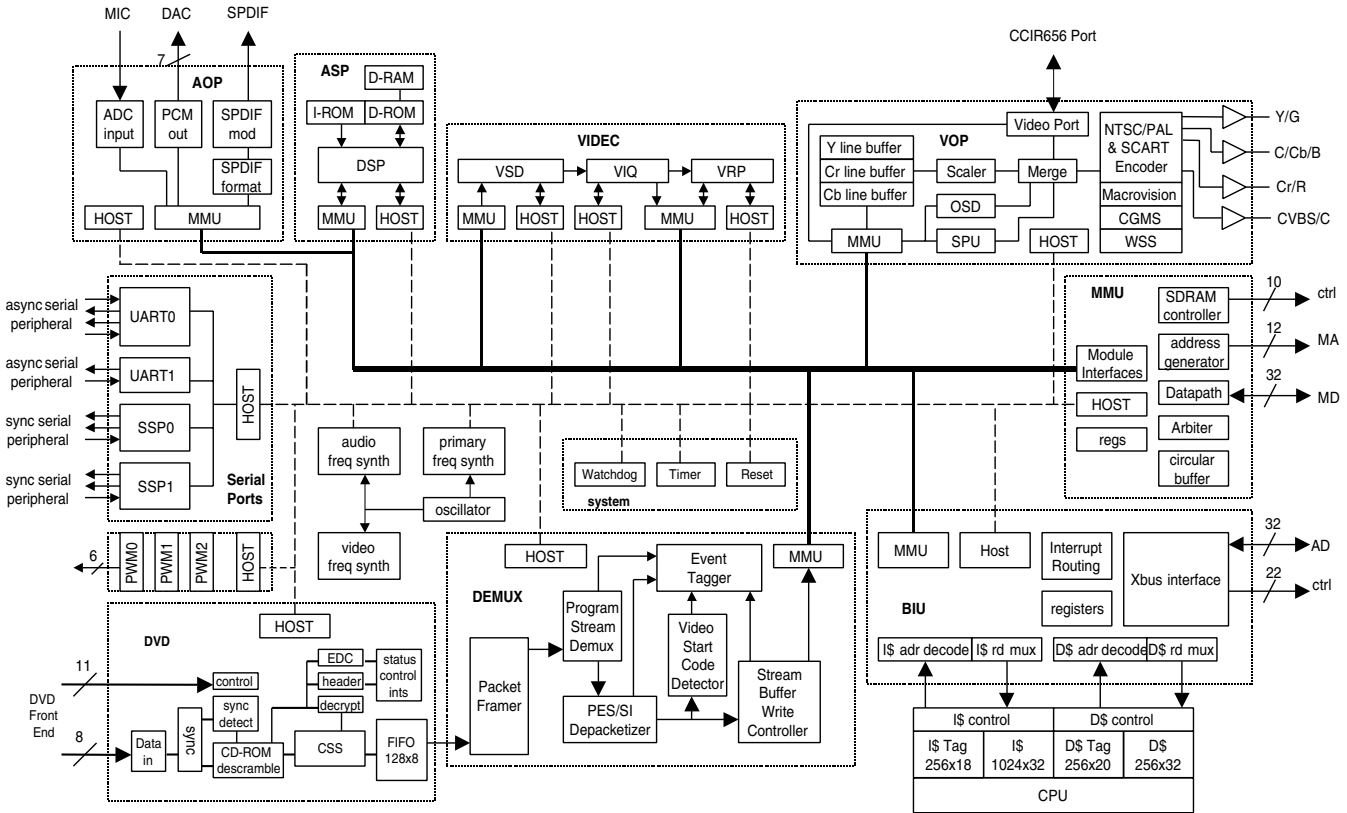 MIC
DAC
SPDIF
7
AOP
ADC
input
PCM
out
SPDIF
mod
SPDIF
format
HOST
MMU
ASP
D-RAM
I-ROM
D-ROM
DSP
MMU
HOST
VIDEC
VSD
VIQ
VRP
MMU
HOST
HOST
MMU
HOST
CCIR656 Port
VOP
Video Port
Y line buffer
Cr line buffer
Cb line buffer
Scaler
Merge
OSD
SPU
MMU
HOST
NTSC/PAL
& SCART
Encoder
Macrovision
CGMS
WSS
Y/G
C/Cb/B
Cr/R
CVBS/C
async serial
peripheral
UART0
async serial
peripheral
UART1
sync serial
peripheral
SSP0
sync serial
peripheral
SSP1
HOST
Serial
Ports
6
PWM0
PWM1
PWM2
HOST
audio
freq synth
primary
freq synth
oscillator
video
freq synth
Watchdog
Timer
Reset
system
MMU
SDRAM
controller
10
ctrl
Module
Interfaces
address
generator
12
MA
HOST
Datapath
32
MD
regs
Arbiter
circular
buffer
DVD
HOST
11
DVD
Front
End
8
control
EDC
header
decrypt
status
control
ints
sync
detect
Data
in
sync
CD-ROM
descramble
CSS
FIFO
128x8
DEMUX
HOST
Event
Tagger
MMU
Packet
Framer
Program
Stream
Demux
Video
Start
Code
Detector
PES/SI
Depacketizer
Stream
Buffer
Write
Controller
BIU
MMU
Host
Interrupt
Routing
registers
Xbus interface
32
AD
22
ctrl
I$ adr decode
I$ rd mux
D$ adr decode
D$ rd mux
I$ control
D$ control
I$ Tag
256x18
I$
1024x32
D$ Tag
256x20
D$
256x32
CPU